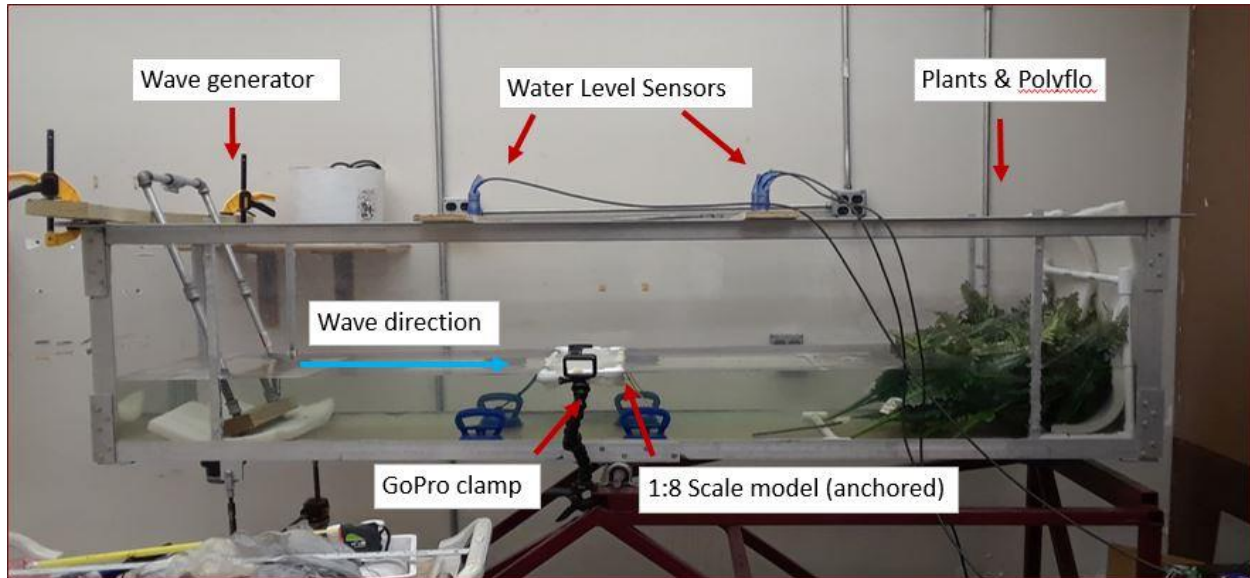 Wave generator
Water Level Sensors
Plants & Polyflo
Wave direction
GoPro clamp
1:8 Scale model (anchored)